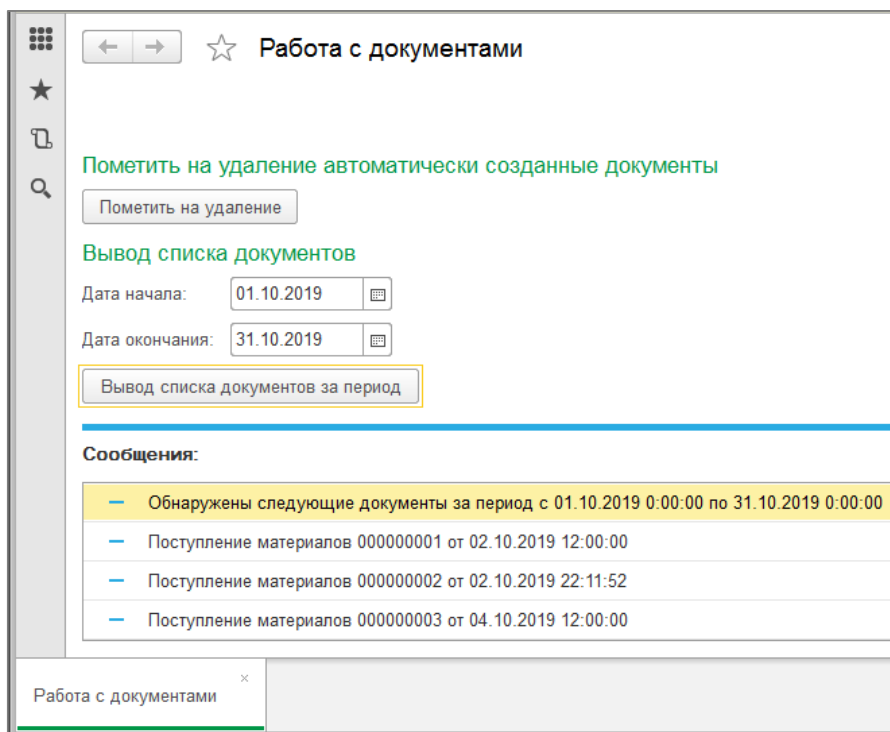 Работа с документами
Пометить на удаление автоматически созданные документы
Пометить на удаление
Вывод списка документов
Дата начала: 01.10.2019
Дата окончания: 31.10.2019
Вывод списка документов за период
Сообщения:
Обнаружены следующие документы за период с 01.10.2019 0:00:00 по 31.10.2019 0:00:00
Поступление материалов 000000001 от 02.10.2019 12:00:00
Поступление материалов 000000002 от 02.10.2019 22:11:52
Поступление материалов 000000003 от 04.10.2019 12:00:00
Работа с документами